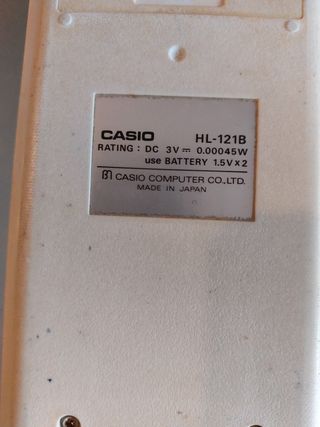 CASIO HL-121B
RATING : DC 3V ⎓ 0.00045W
use BATTERY 1.5V×2
CASIO COMPUTER CO.,LTD.
MADE IN JAPAN